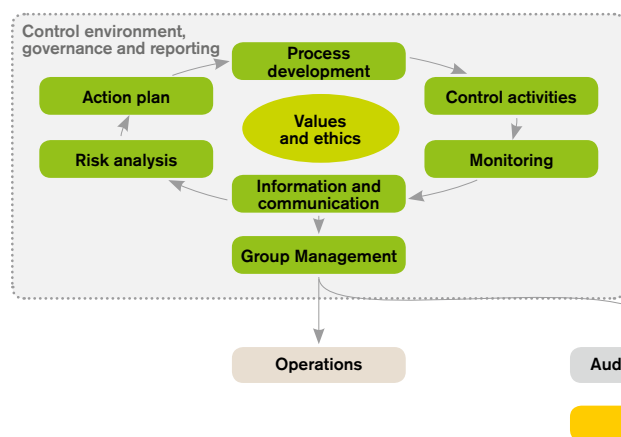 Control environment,
governance and reporting
Process
development
Action plan
Control activities
Values
and ethics
Risk analysis
Monitoring
Information and
communication
Group Management
Operations